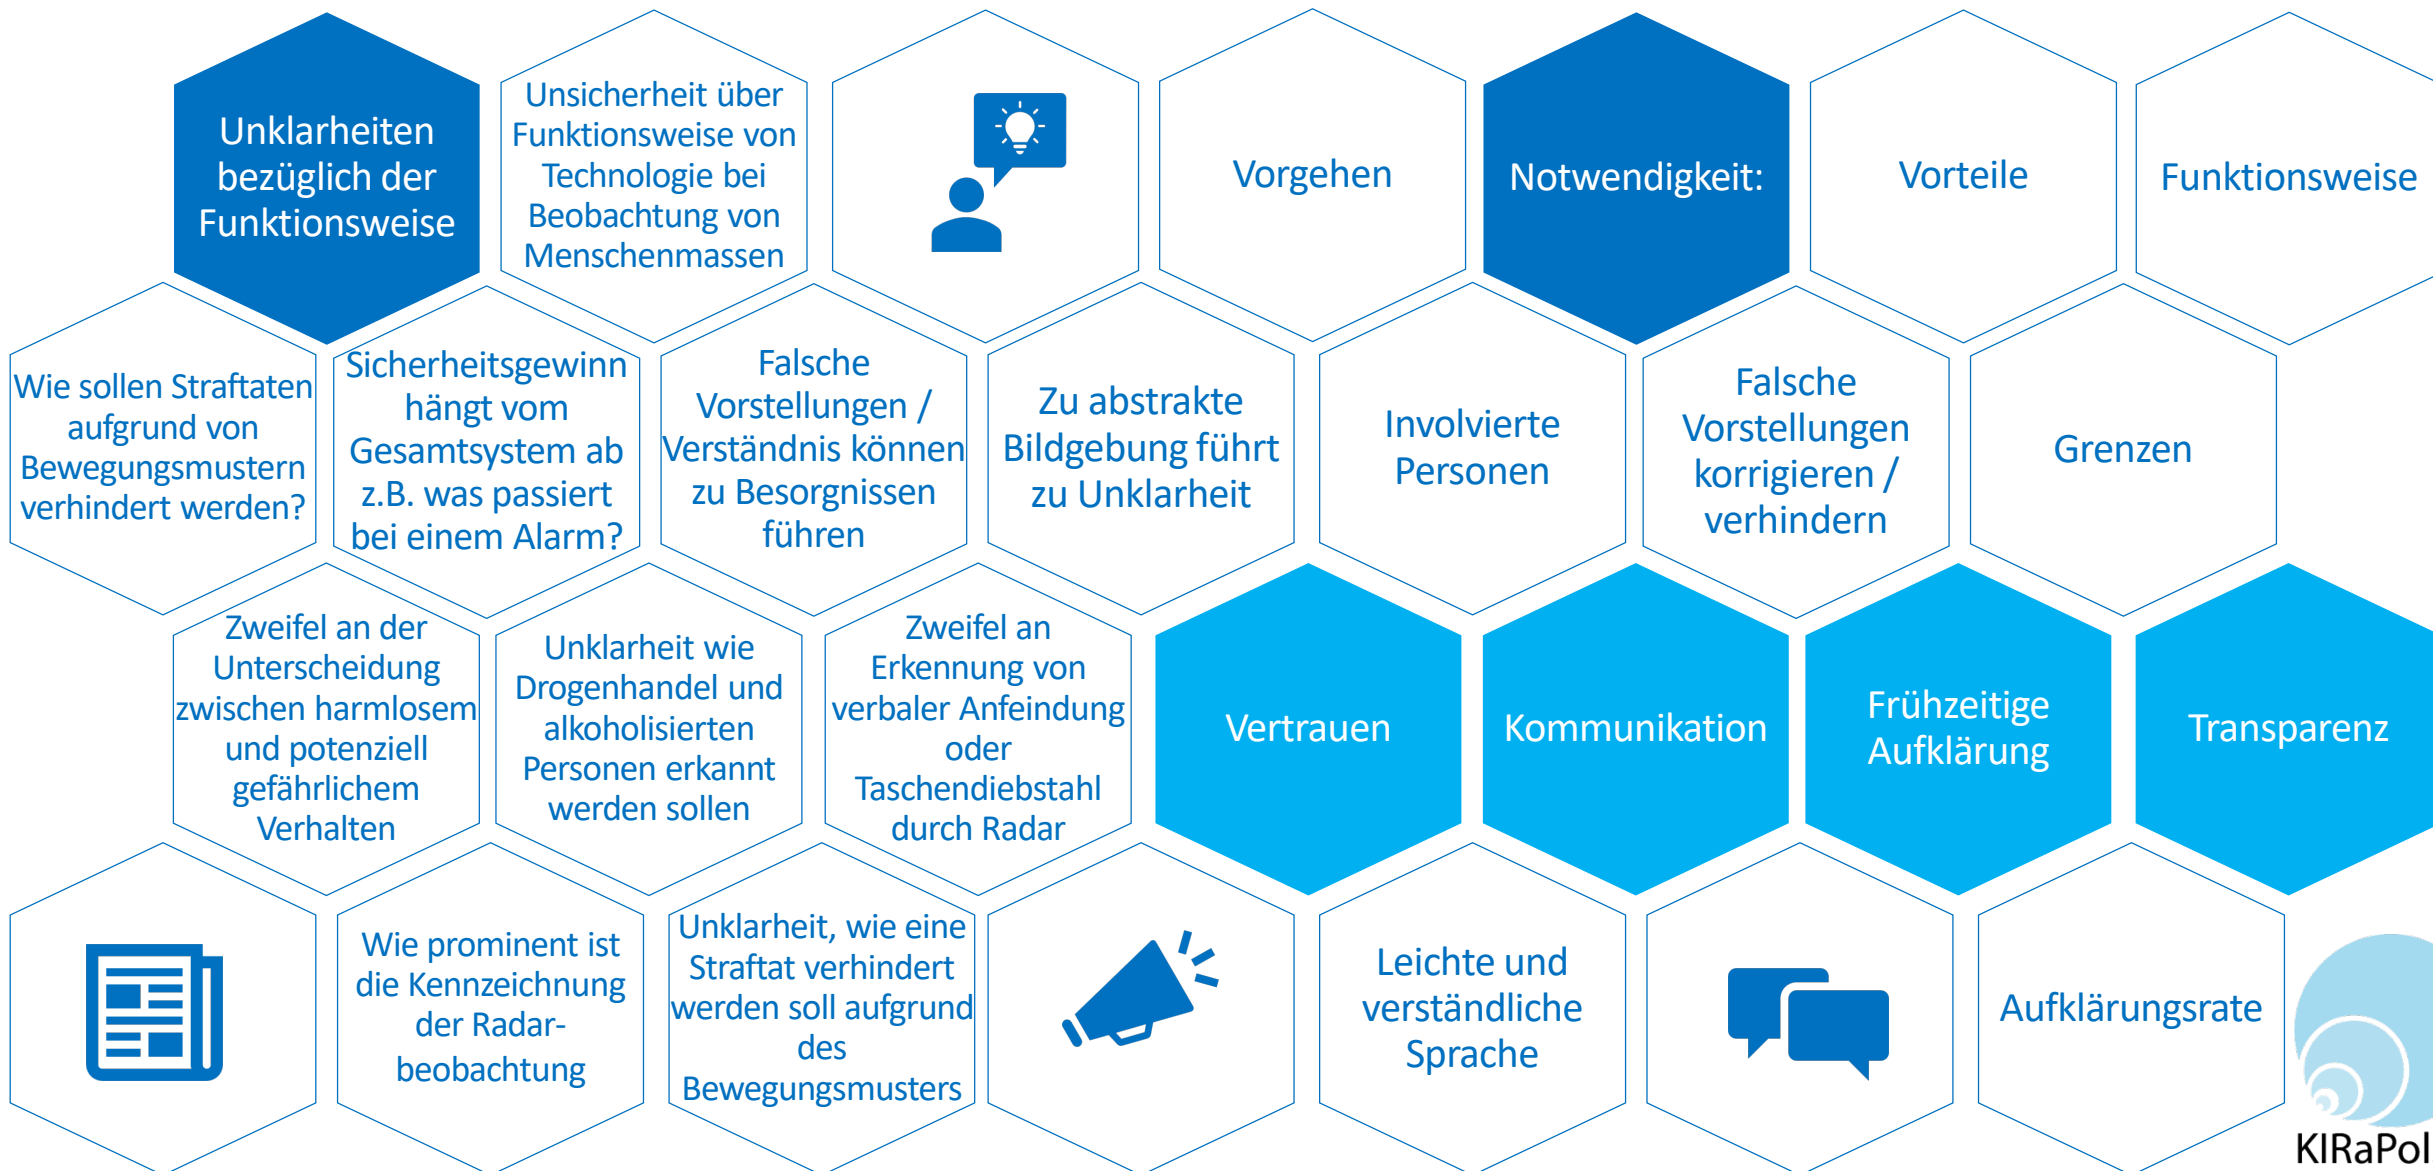 Unklarheiten
bezüglich der
Funktionsweise
Unsicherheit über
Funktionsweise von
Technologie bei
Beobachtung von
Menschenmassen
Vorgehen
Notwendigkeit:
Vorteile
Funktionsweise
Wie sollen Straftaten
aufgrund von
Bewegungsmustern
verhindert werden?
Sicherheitsgewinn
hängt vom
Gesamtsystem ab
z.B. was passiert
bei einem Alarm?
Falsche
Vorstellungen /
Verständnis können
zu Besorgnissen
führen
Zu abstrakte
Bildgebung führt
zu Unklarheit
Involvierte
Personen
Falsche
Vorstellungen
korrigieren /
verhindern
Grenzen
Zweifel an der
Unterscheidung
zwischen harmlosem
und potenziell
gefährlichem
Verhalten
Unklarheit wie
Drogenhandel und
alkoholisierten
Personen erkannt
werden sollen
Zweifel an
Erkennung von
verbaler Anfeindung
oder
Taschendiebstahl
durch Radar
Vertrauen
Kommunikation
Frühzeitige
Aufklärung
Transparenz
Wie prominent ist
die Kennzeichnung
der Radar-
beobachtung
Unklarheit, wie eine
Straftat verhindert
werden soll aufgrund
des
Bewegungsmusters
Leichte und
verständliche
Sprache
Aufklärungsrate
KIRaPol